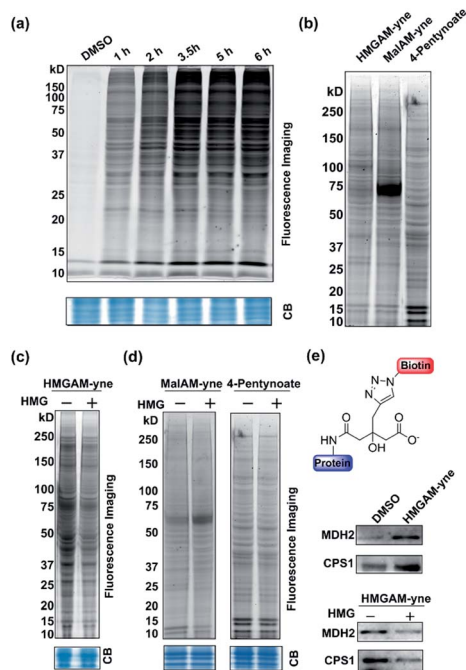 (a)
DMSO 1 h 2 h 3.5h 5 h 6 h
kD
150
100
75
50
37
25
20
15
10
Fluorescence Imaging
CB
(b)
HMGAM-yne MalAM-yne 4-Pentynoate
kD
250
150
100
75
50
37
25
20
15
10
Fluorescence Imaging
(c)
HMGAM-yne
HMG − +
kD
250
150
100
75
50
37
25
20
15
10
Fluorescence Imaging
CB
(d)
MalAM-yne 4-Pentynoate
HMG − + − +
kD
250
150
100
75
50
37
25
20
15
10
Fluorescence Imaging
CB
(e)
Biotin
N N
N
O O
HN O⁻
OH
Protein
DMSO HMGAM-yne
MDH2
CPS1
HMGAM-yne
HMG − +
MDH2
CPS1